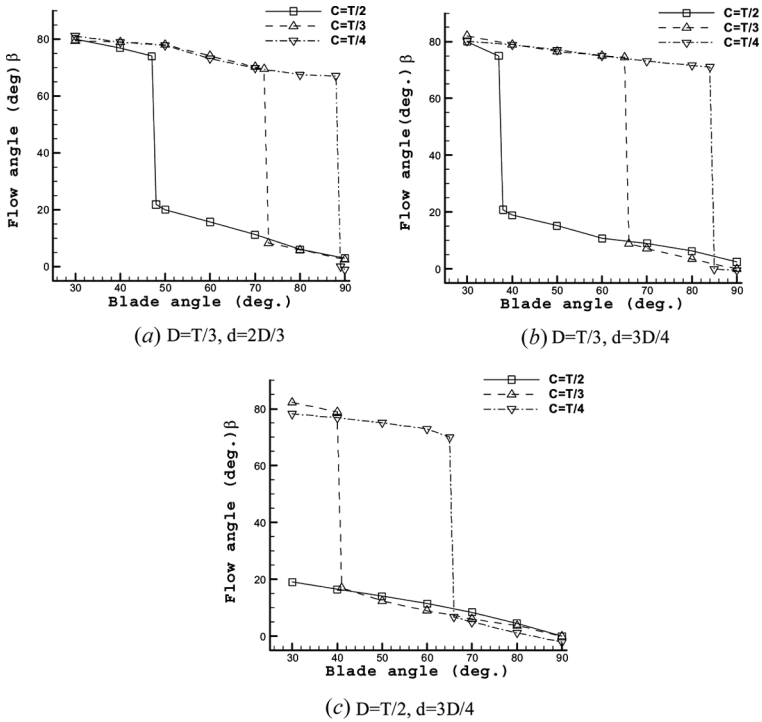 C=T/2
C=T/3
C=T/4
80
60
40
20
0
Flow angle (deg) β
30 40 50 60 70 80 90
Blade angle (deg.)
(a) D=T/3, d=2D/3
C=T/2
C=T/3
C=T/4
80
60
40
20
0
Flow angle(deg.) β
30 40 50 60 70 80 90
Blade angle (deg.)
(b) D=T/3, d=3D/4
C=T/2
C=T/3
C=T/4
80
60
40
20
0
Flow angle (deg.) β
30 40 50 60 70 80 90
Blade angle (deg.)
(c) D=T/2, d=3D/4